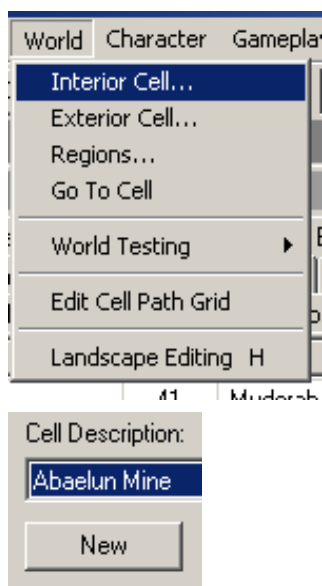 World Character Gamepla
Interior Cell...
Exterior Cell...
Regions...
Go To Cell
World Testing
Edit Cell Path Grid
Landscape Editing H
41
Cell Description:
Abaelun Mine
New